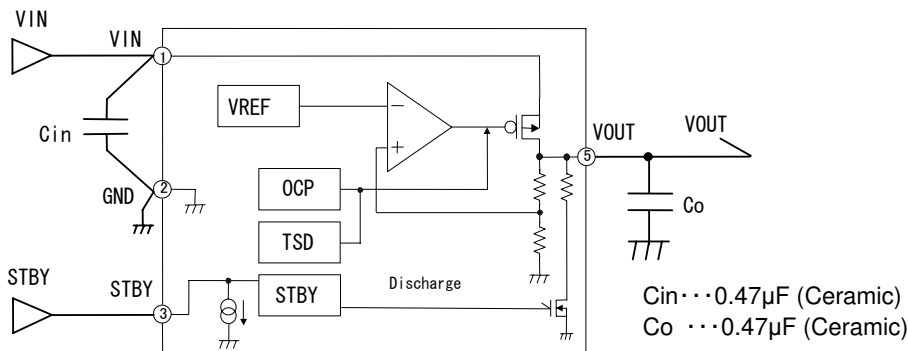 VIN
VIN
1
VREF
−
+
Cin
VOUT
5
VOUT
2
GND
OCP
Co
TSD
STBY
STBY
3
STBY
Discharge
Cin···0.47µF (Ceramic)
Co ···0.47µF (Ceramic)